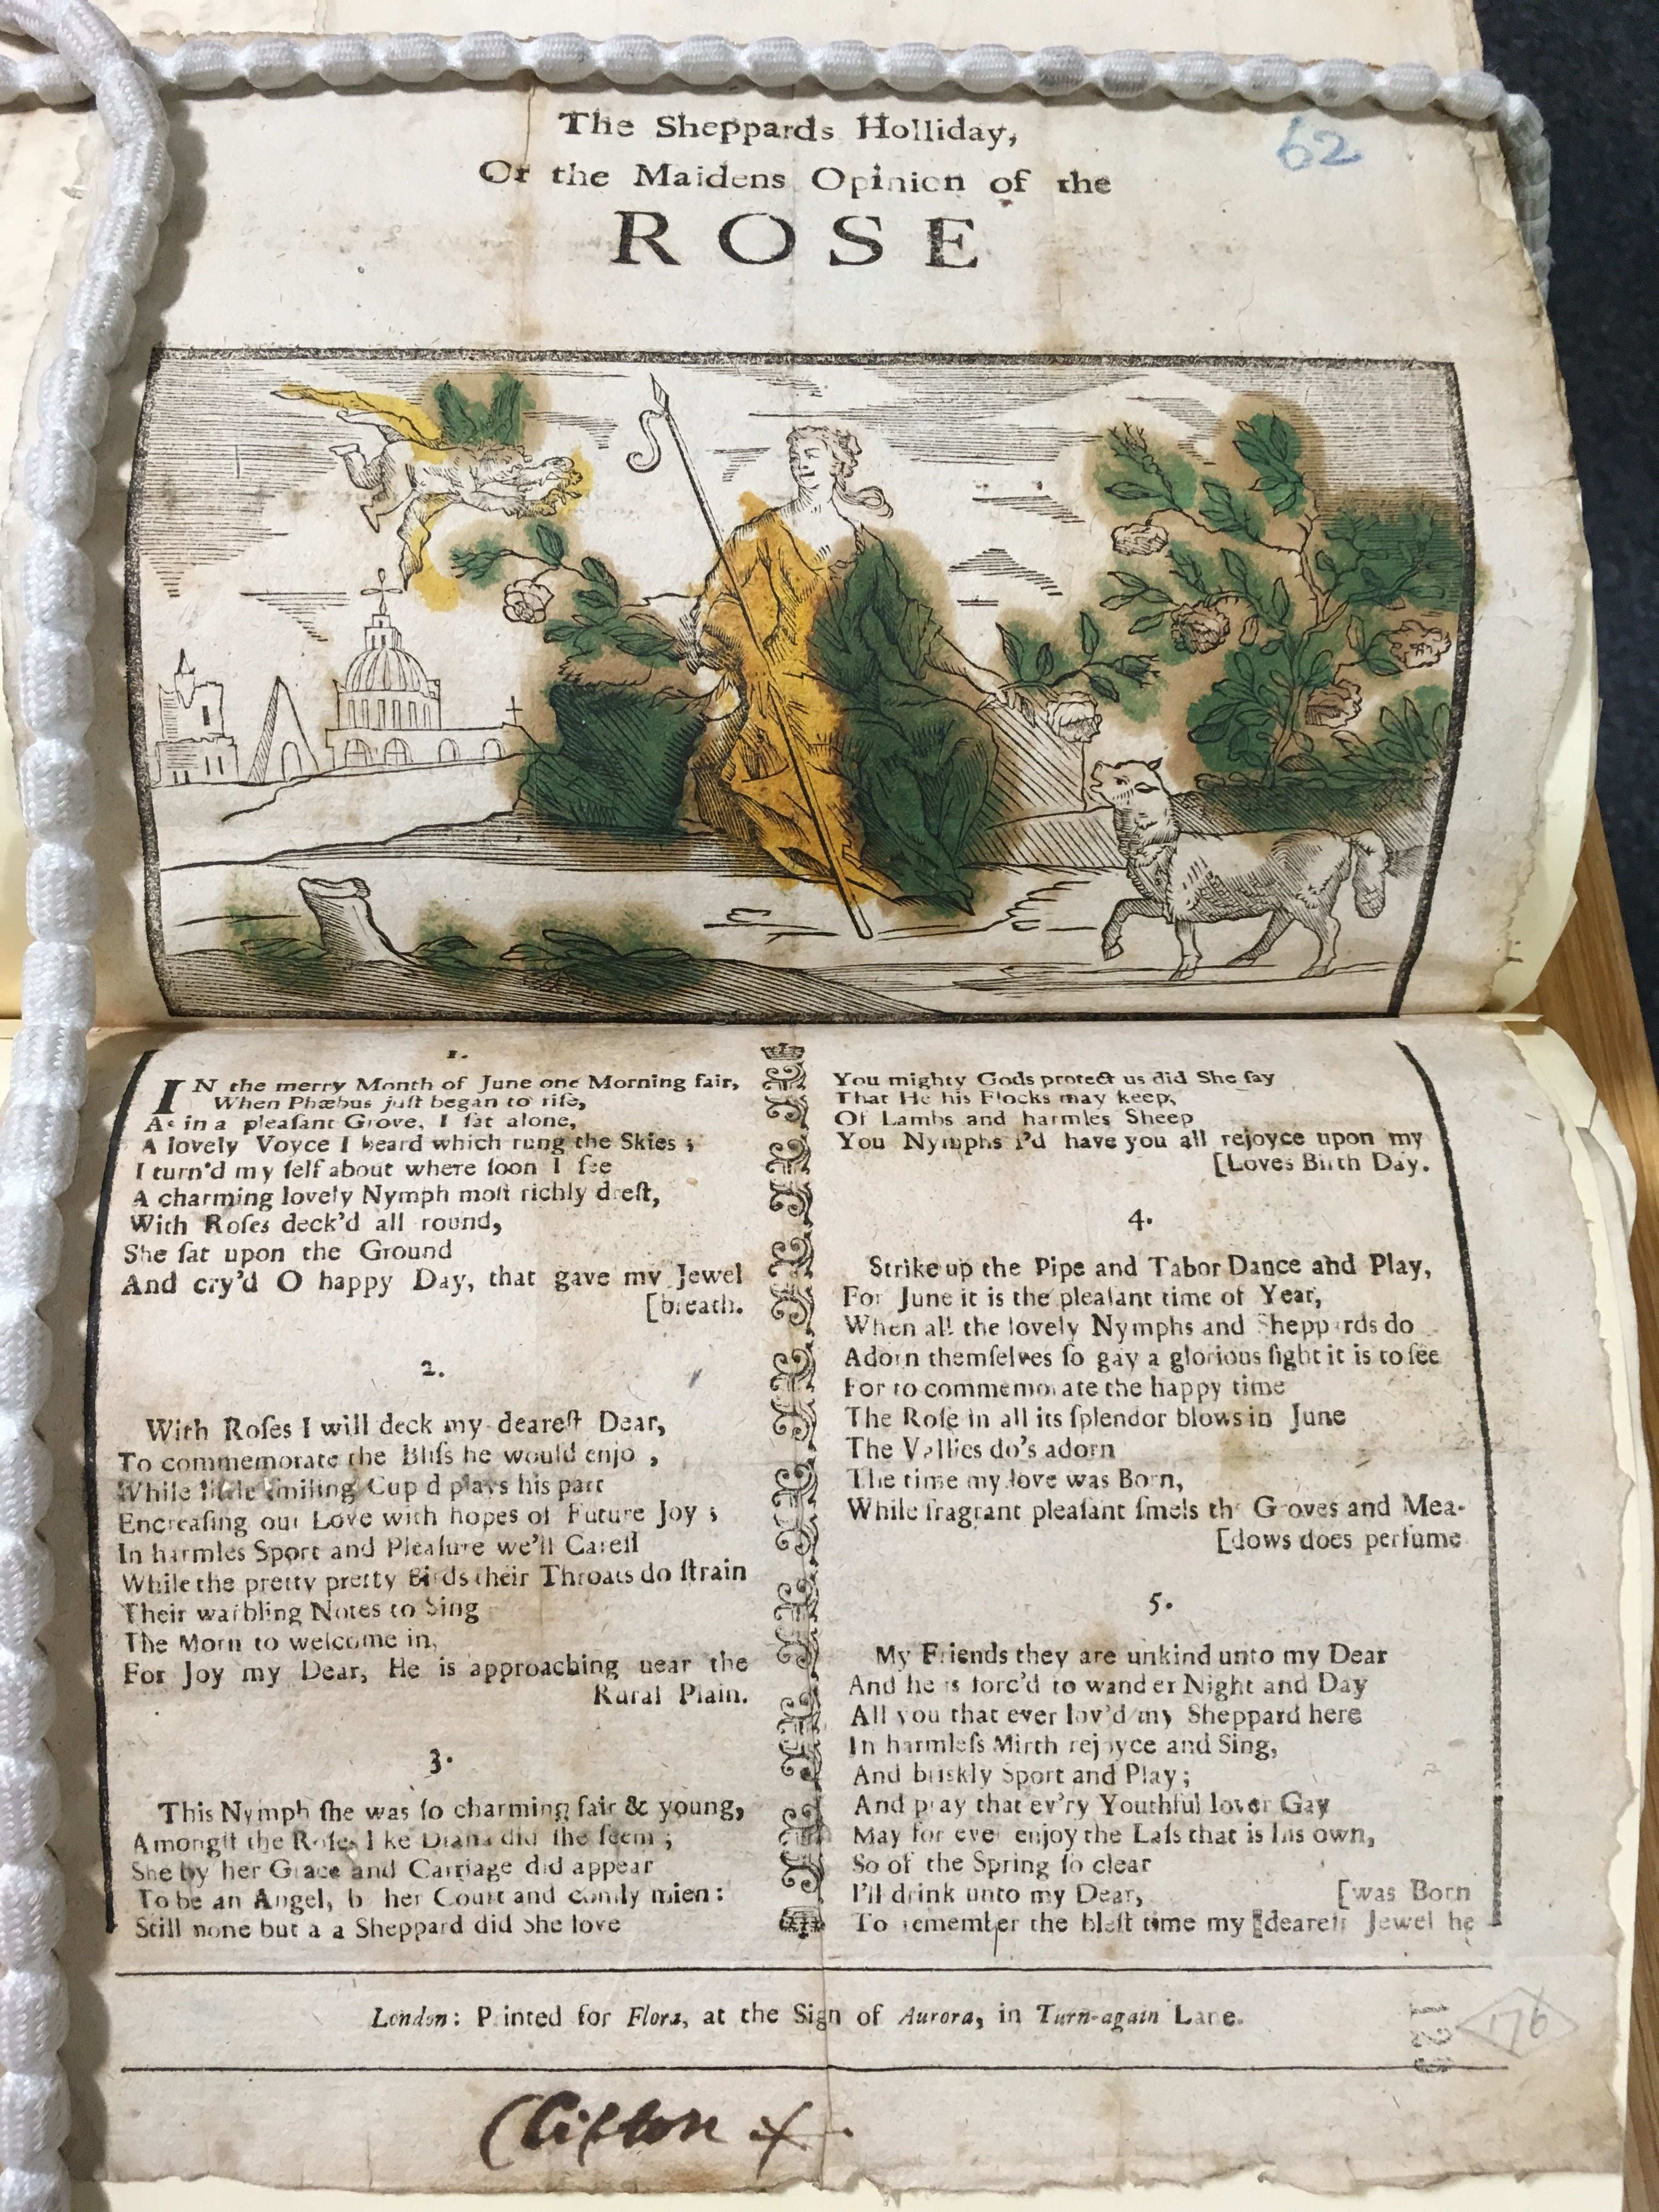 The Sheppards Holliday,
62
Or the Maidens Opinion of the
ROSE
1.
IN the merry Month of June one Morning fair,
When Phæbus juſt began to riſe,
As in a pleaſant Grove, I ſat alone,
A lovely Voyce I heard which rung the Skies ;
I turn'd my ſelf about where ſoon I ſee
A charming lovely Nymph moſt richly dreſt,
With Roſes deck'd all round,
She ſat upon the Ground
And cry'd O happy Day, that gave my Jewel
[breath.
2.
With Roſes I will deck my deareſt Dear,
To commemorate the Bliſs he would enjo ,
While little ſmiling Cup d plays his part
Encreaſing our Love with hopes of Future Joy ;
In harmles Sport and Pleaſure we'll Careſſ
While the pretty pretty Birds their Throats do ſtrain
Their warbling Notes to Sing
The Morn to welcome in,
For Joy my Dear, He is approaching uear the
Rural Plain.
3.
This Nymph ſhe was ſo charming fair & young,
Amongſt the Roſes l ke Diana did ſhe ſeem ;
She by her Grace and Carriage did appear
To be an Angel, b her Court and comly mien :
Still none but a a Sheppard did She love
You mighty Gods protect us did She ſay
That He his Flocks may keep,
Of Lambs and harmles Sheep
You Nymphs I'd have you all rejoyce upon my
[Loves Birth Day.
4.
Strike up the Pipe and Tabor Dance and Play,
For June it is the pleaſant time of Year,
When all the lovely Nymphs and Shepp rds do
Adorn themſelves ſo gay a glorious ſight it is to ſee
For to commemorate the happy time
The Roſe in all its ſplendor blows in June
The Vallies do's adorn
The time my love was Born,
While fragrant pleaſant ſmels th Groves and Mea-
[dows does perfume
5.
My Friends they are unkind unto my Dear
And he is forc'd to wander Night and Day
All you that ever lov'd my Sheppard here
In harmleſs Mirth rejoyce and Sing,
And briskly Sport and Play ;
And pray that ev'ry Youthful lover Gay
May for ever enjoy the Laſs that is his own,
So of the Spring ſo clear
I'll drink unto my Dear, [was Born
To remember the bleſt time my [deareſt Jewel he
London: Printed for Flora, at the Sign of Aurora, in Turn-again Lane.
176
Clifton